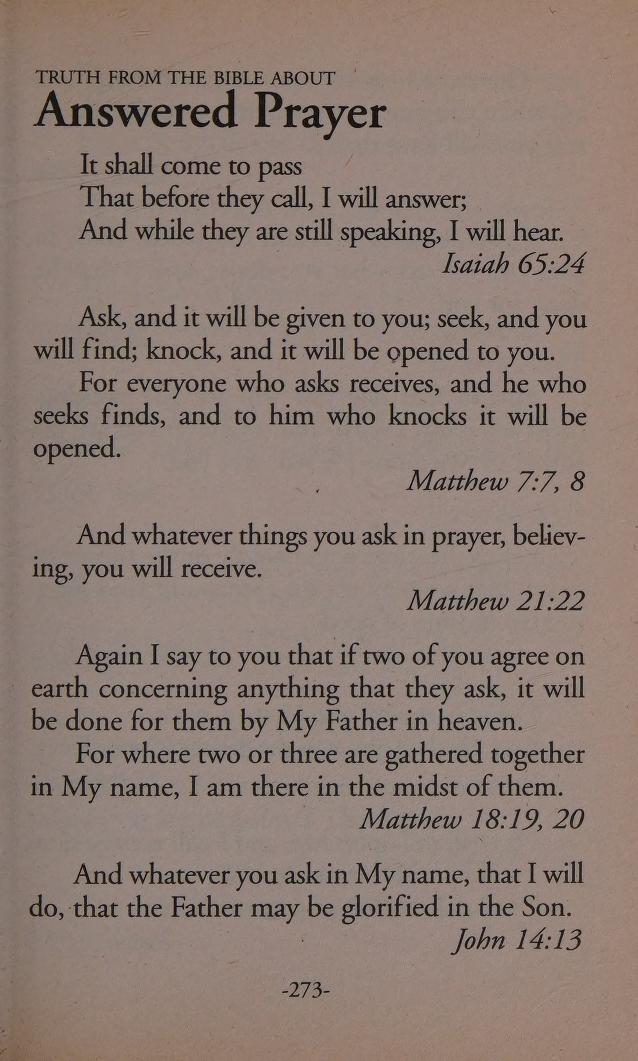 TRUTH FROM THE BIBLE ABOUT
Answered Prayer
It shall come to pass
That before they call, I will answer;
And while they are still speaking, I will hear.
Isaiah 65:24
Ask, and it will be given to you; seek, and you
will find; knock, and it will be opened to you.
For everyone who asks receives, and he who
seeks finds, and to him who knocks it will be
opened.
Matthew 7:7, 8
And whatever things you ask in prayer, believ-
ing, you will receive.
Matthew 21:22
Again I say to you that if two of you agree on
earth concerning anything that they ask, it will
be done for them by My Father in heaven.
For where two or three are gathered together
in My name, I am there in the midst of them.
Matthew 18:19, 20
And whatever you ask in My name, that I will
do, that the Father may be glorified in the Son.
John 14:13
-273-